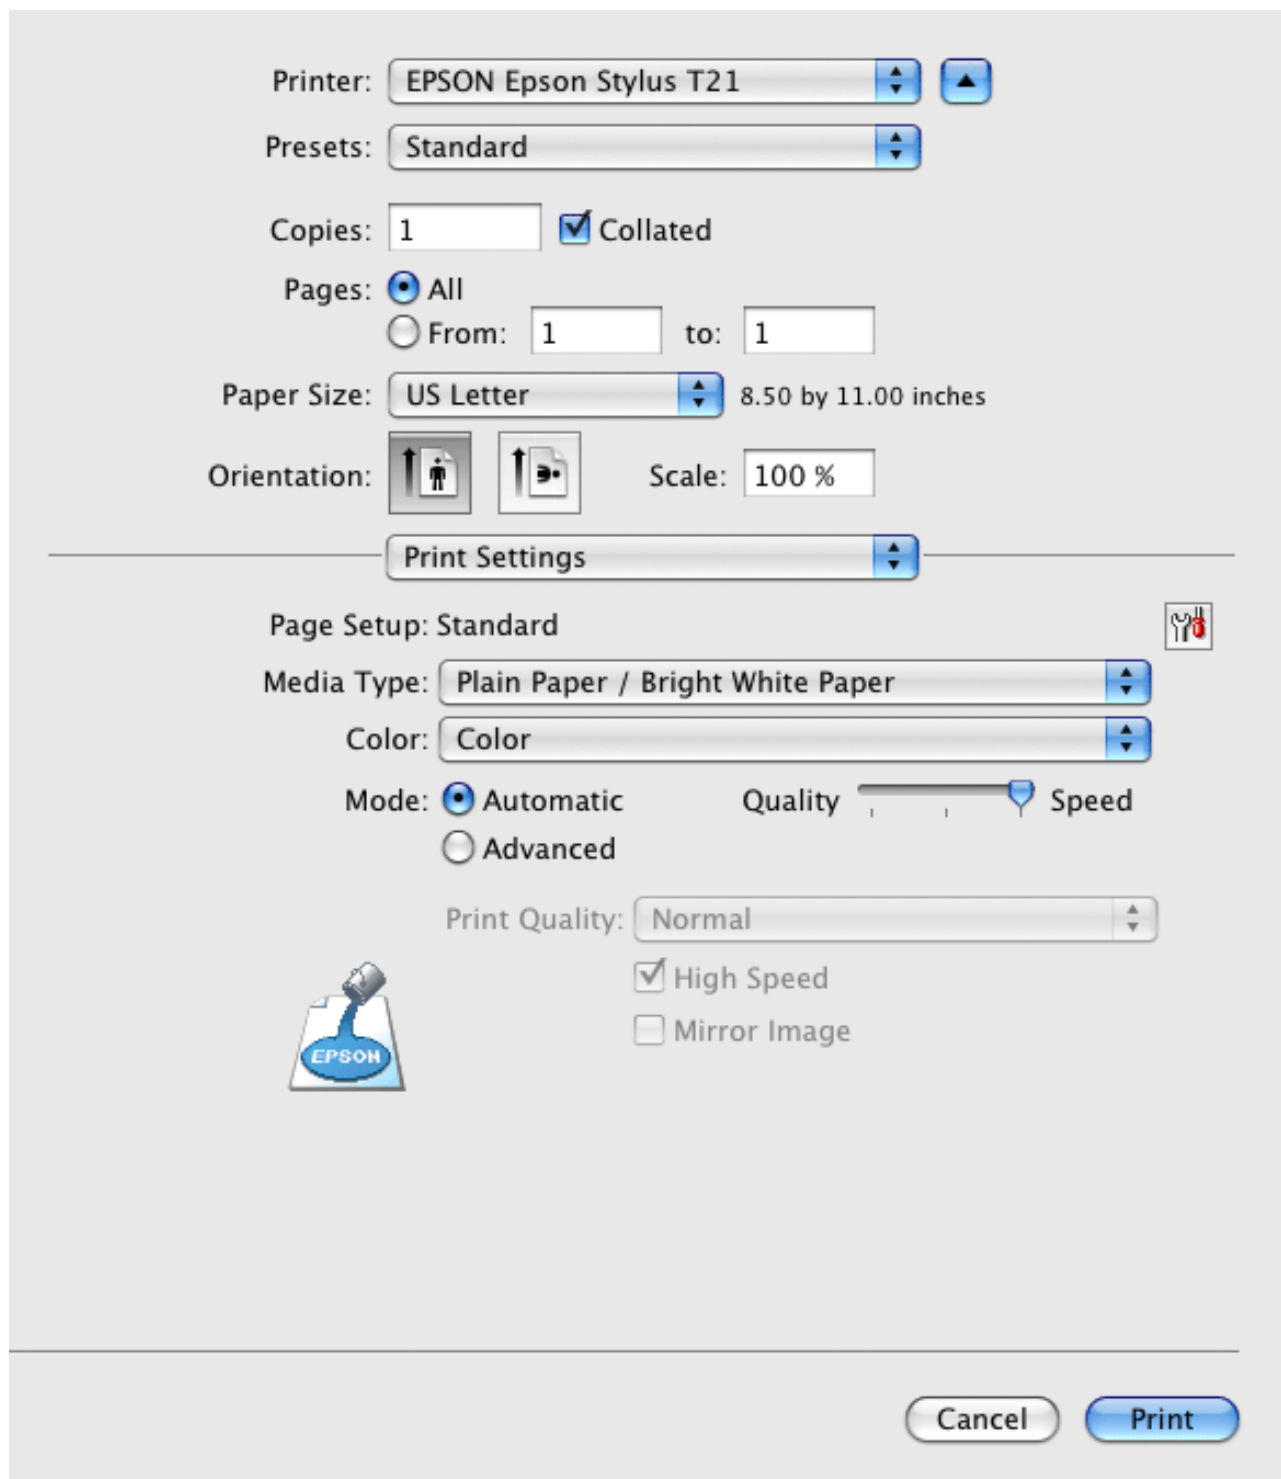 Printer: EPSON Epson Stylus T21
Presets: Standard
Copies: 1 Collated
Pages: All
From: 1 to: 1
Paper Size: US Letter 8.50 by 11.00 inches
Orientation: Scale: 100 %
Print Settings
Page Setup: Standard
Media Type: Plain Paper / Bright White Paper
Color: Color
Mode: Automatic Quality Speed
Advanced
Print Quality: Normal
High Speed
Mirror Image
EPSON
Cancel Print